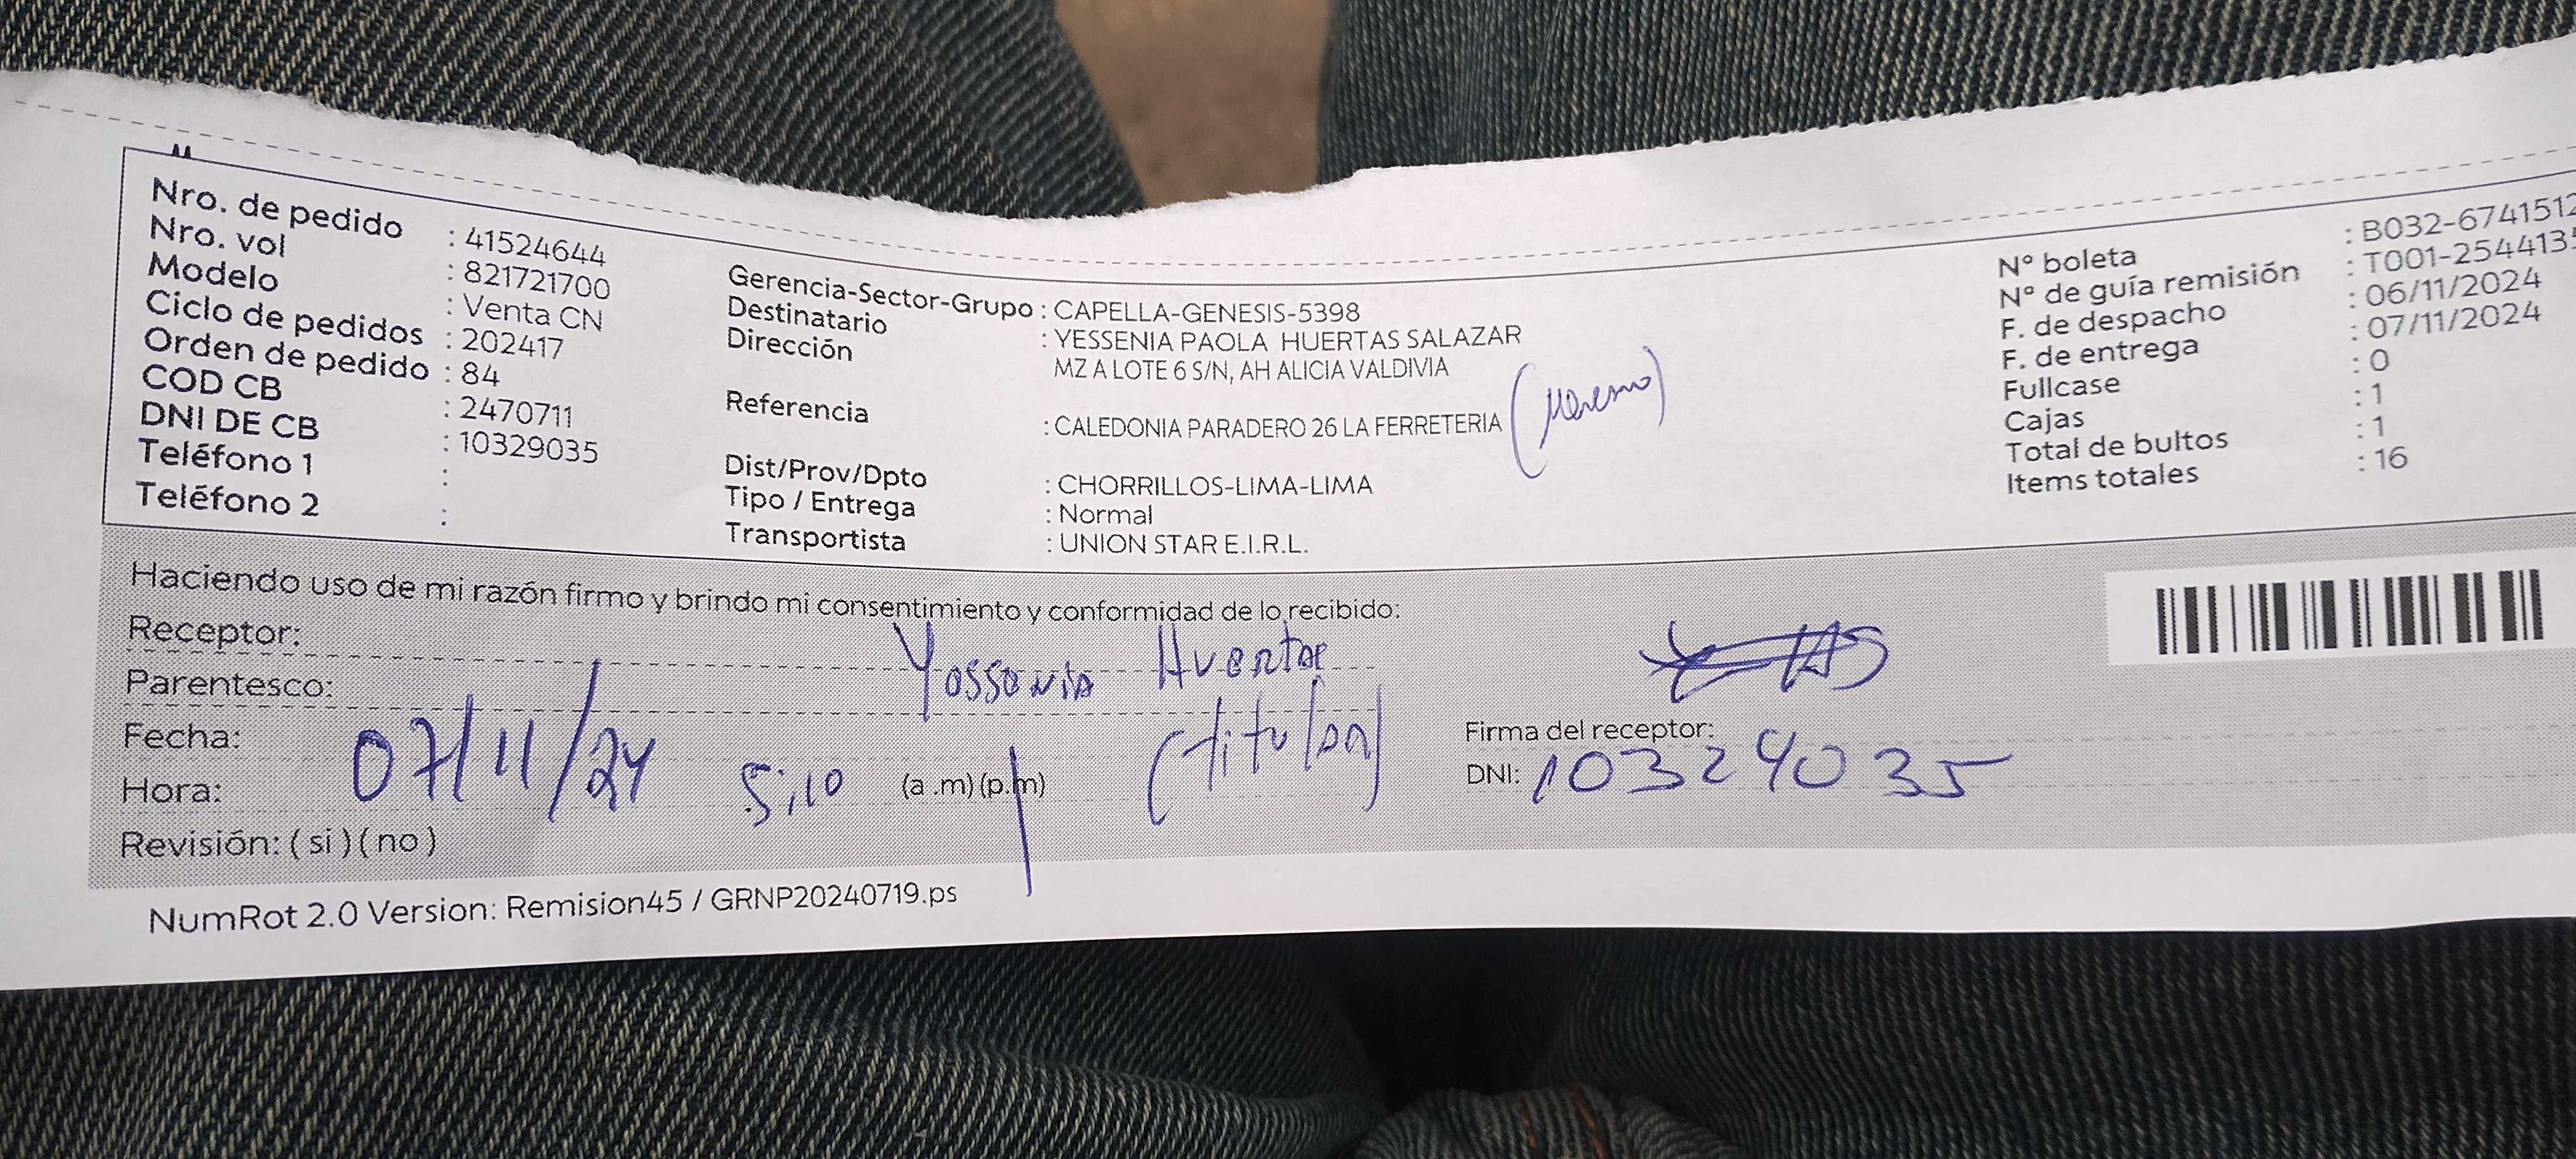 Nro. de pedido : 41524644
Nro. vol : 821721700
Modelo : Venta CN
Ciclo de pedidos : 202417
Orden de pedido : 84
COD CB : 2470711
DNI DE CB : 10329035
Teléfono 1 :
Teléfono 2 :
Gerencia-Sector-Grupo : CAPELLA-GENESIS-5398
Destinatario : YESSENIA PAOLA HUERTAS SALAZAR
Dirección MZ A LOTE 6 S/N, AH ALICIA VALDIVIA
Referencia : CALEDONIA PARADERO 26 LA FERRETERIA
Dist/Prov/Dpto : CHORRILLOS-LIMA-LIMA
Tipo / Entrega : Normal
Transportista : UNION STAR E.I.R.L.
N° boleta : B032-6741512
N° de guía remisión : T001-254413
F. de despacho : 06/11/2024
F. de entrega : 07/11/2024
Fullcase : 0
Cajas : 1
Total de bultos : 1
Items totales : 16
Haciendo uso de mi razón firmo y brindo mi consentimiento y conformidad de lo recibido:
Receptor: Yossenia Huertas
Parentesco: (titular)
Fecha: 07/11/24
Hora: 5:10 (a .m) (p.m)
Revisión: ( si ) ( no )
Firma del receptor:
DNI: 10329035
NumRot 2.0 Version: Remision45 / GRNP20240719.ps